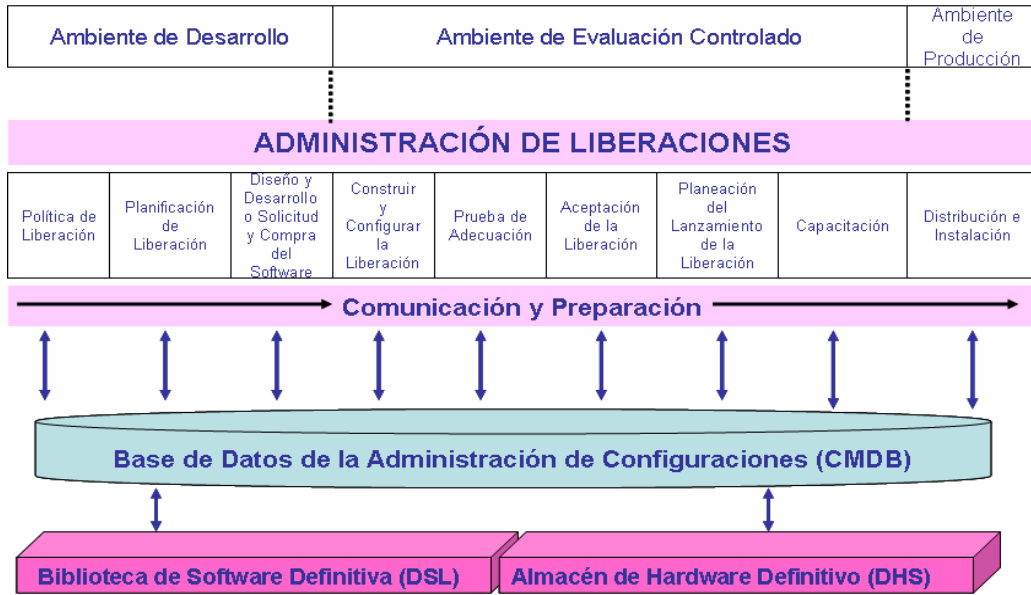 Ambiente de Desarrollo
Ambiente de Evaluación Controlado
Ambiente
de
Producción
ADMINISTRACIÓN DE LIBERACIONES
Política de
Liberación
Planificación
de
Liberación
Diseño y
Desarrollo
o Solicitud
y Compra
del
Software
Construir
y
Configurar
la
Liberación
Prueba de
Adecuación
Aceptación
de la
Liberación
Planeación
del
Lanzamiento
de la
Liberación
Capacitación
Distribución e
Instalación
Comunicación y Preparación
Base de Datos de la Administración de Configuraciones (CMDB)
Biblioteca de Software Definitiva (DSL)
Almacén de Hardware Definitivo (DHS)